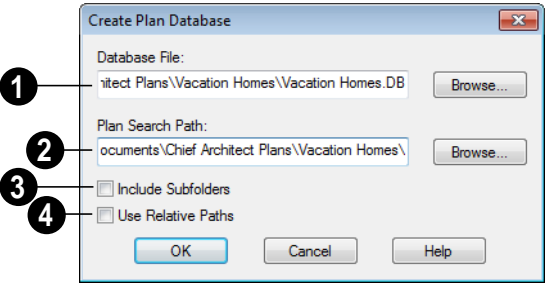 Create Plan Database
Database File:
1 hitect Plans\Vacation Homes\Vacation Homes.DB Browse...
Plan Search Path:
2 ocuments\Chief Architect Plans\Vacation Homes\ Browse...
3 Include Subfolders
4 Use Relative Paths
OK Cancel Help